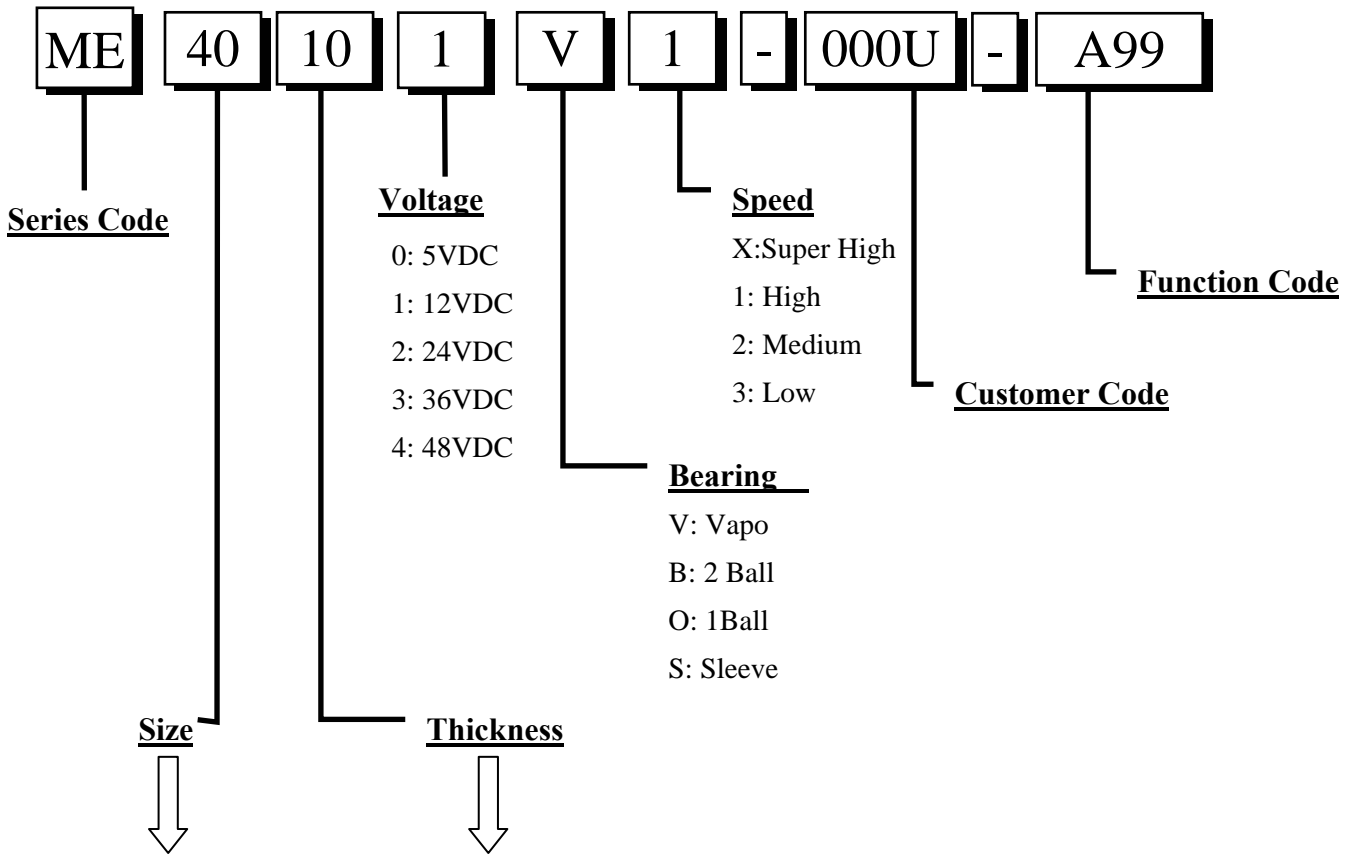 ME 40 10 1 V 1 - 000U - A99
Series Code
Voltage
0: 5VDC
1: 12VDC
2: 24VDC
3: 36VDC
4: 48VDC
Speed
X:Super High
1: High
2: Medium
3: Low
Function Code
Customer Code
Bearing
V: Vapo
B: 2 Ball
O: 1Ball
S: Sleeve
Size
Thickness